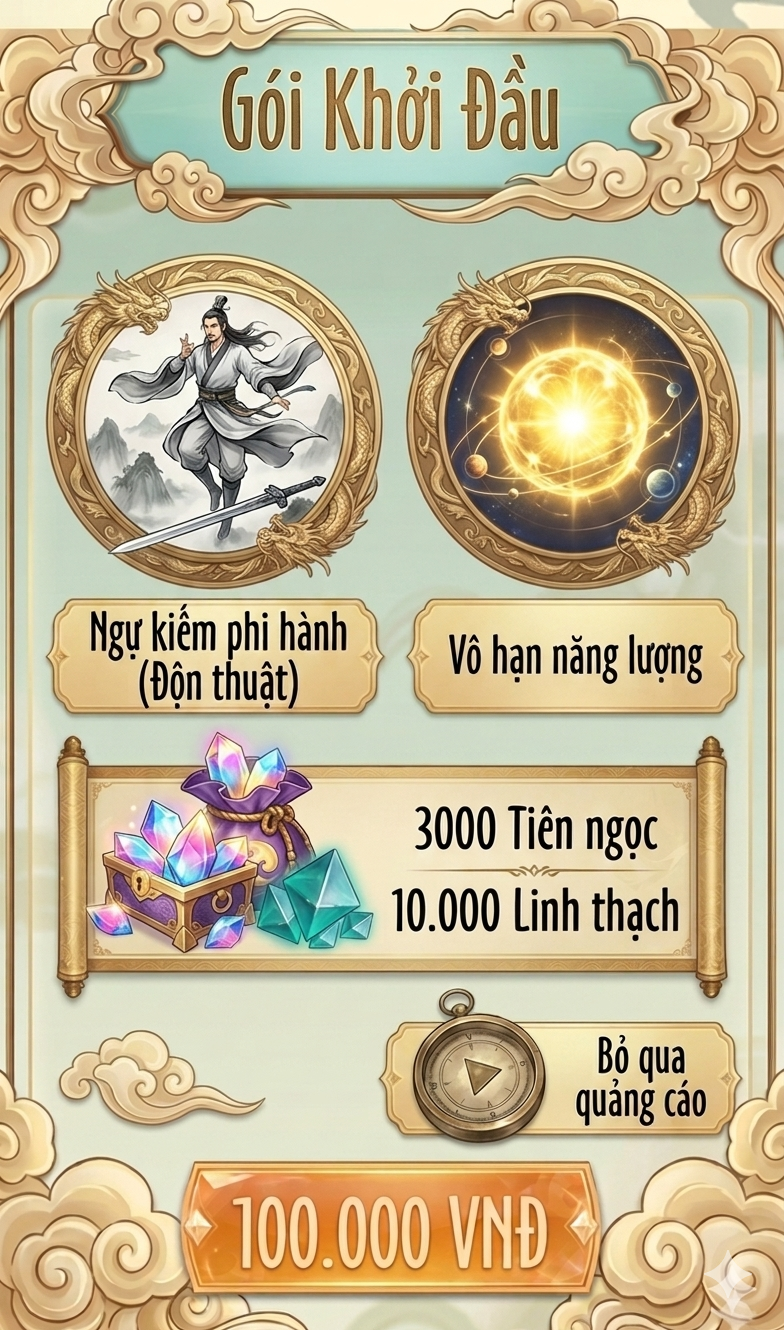 Gói Khởi Đầu
Ngự kiếm phi hành
(Độn thuật)
Vô hạn năng lượng
3000 Tiên ngọc
10.000 Linh thạch
Bỏ qua
quảng cáo
100.000 VNĐ